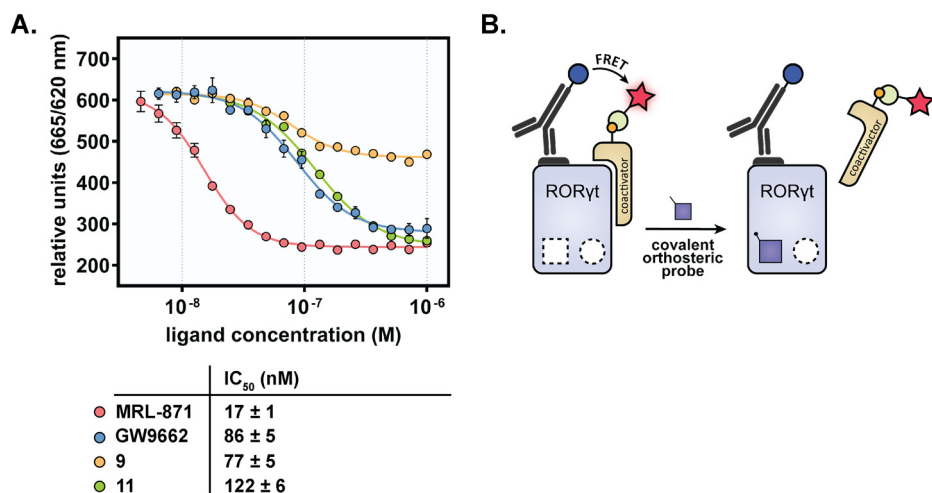 A.
700
600
500
400
300
200
relative units (665/620 nm)
10⁻⁸
10⁻⁷
10⁻⁶
ligand concentration (M)
IC₅₀ (nM)
MRL-871 17 ± 1
GW9662 86 ± 5
9 77 ± 5
11 122 ± 6
B.
FRET
coactivator
RORγt
covalent
orthosteric
probe
coactivactor
RORγt